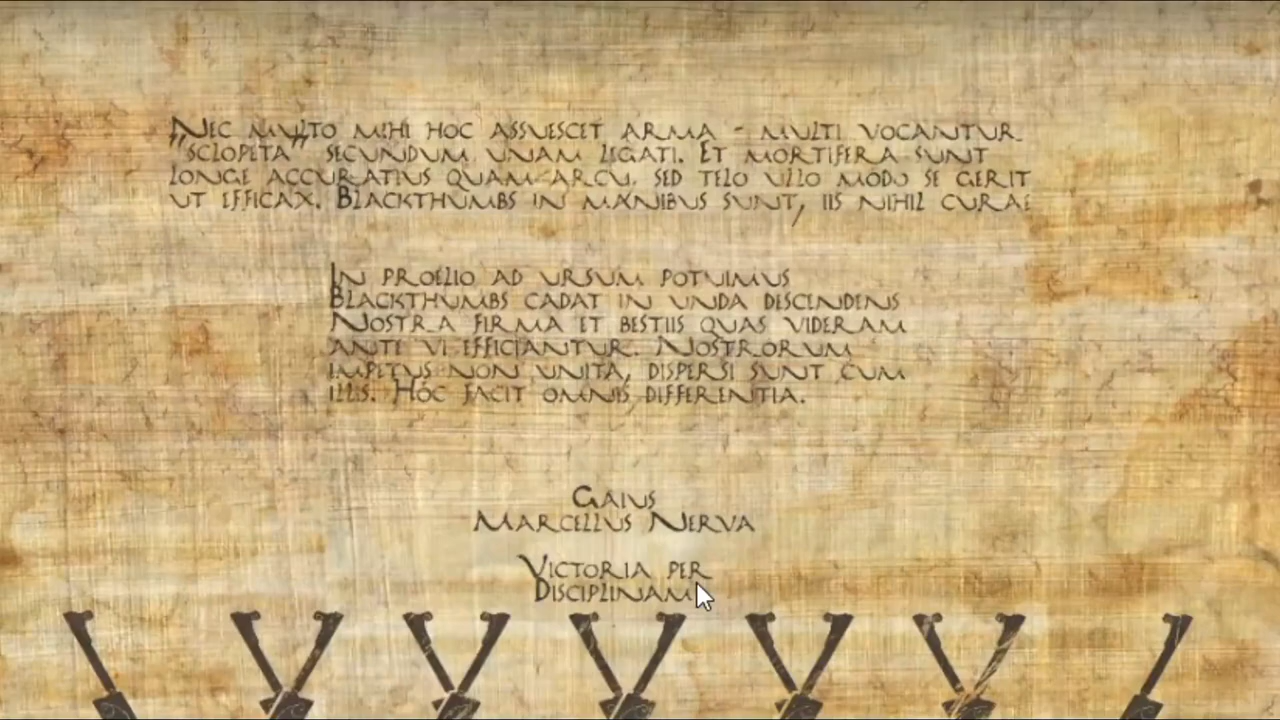 Nec multo mihi hoc assuescet arma - multi vocantur
"sclopeta" secundum unam legati. Et mortifera sunt
longe accuratius quam arcu, sed telo ullo modo se gerit
ut efficax. Blackthumbs in manibus sunt, iis nihil curae
In proelio ad ursum potuimus
Blackthumbs cadat in unda descendens
Nostra firma et bestiis quas videram
ante vi efficiantur. Nostrorum
impetus non unita, dispersi sunt cum
illis. Hoc facit omnis differentia.
Gaius
Marcellus Nerva
Victoria per
Disciplinam